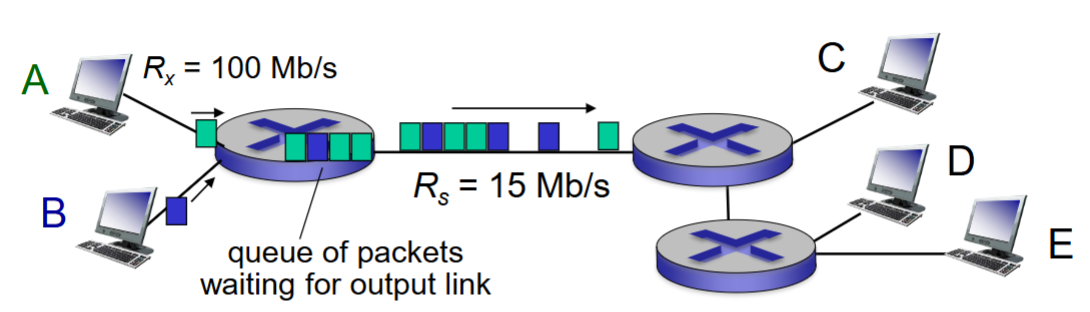 A
R_x = 100 Mb/s
B
R_s = 15 Mb/s
queue of packets
waiting for output link
C
D
E